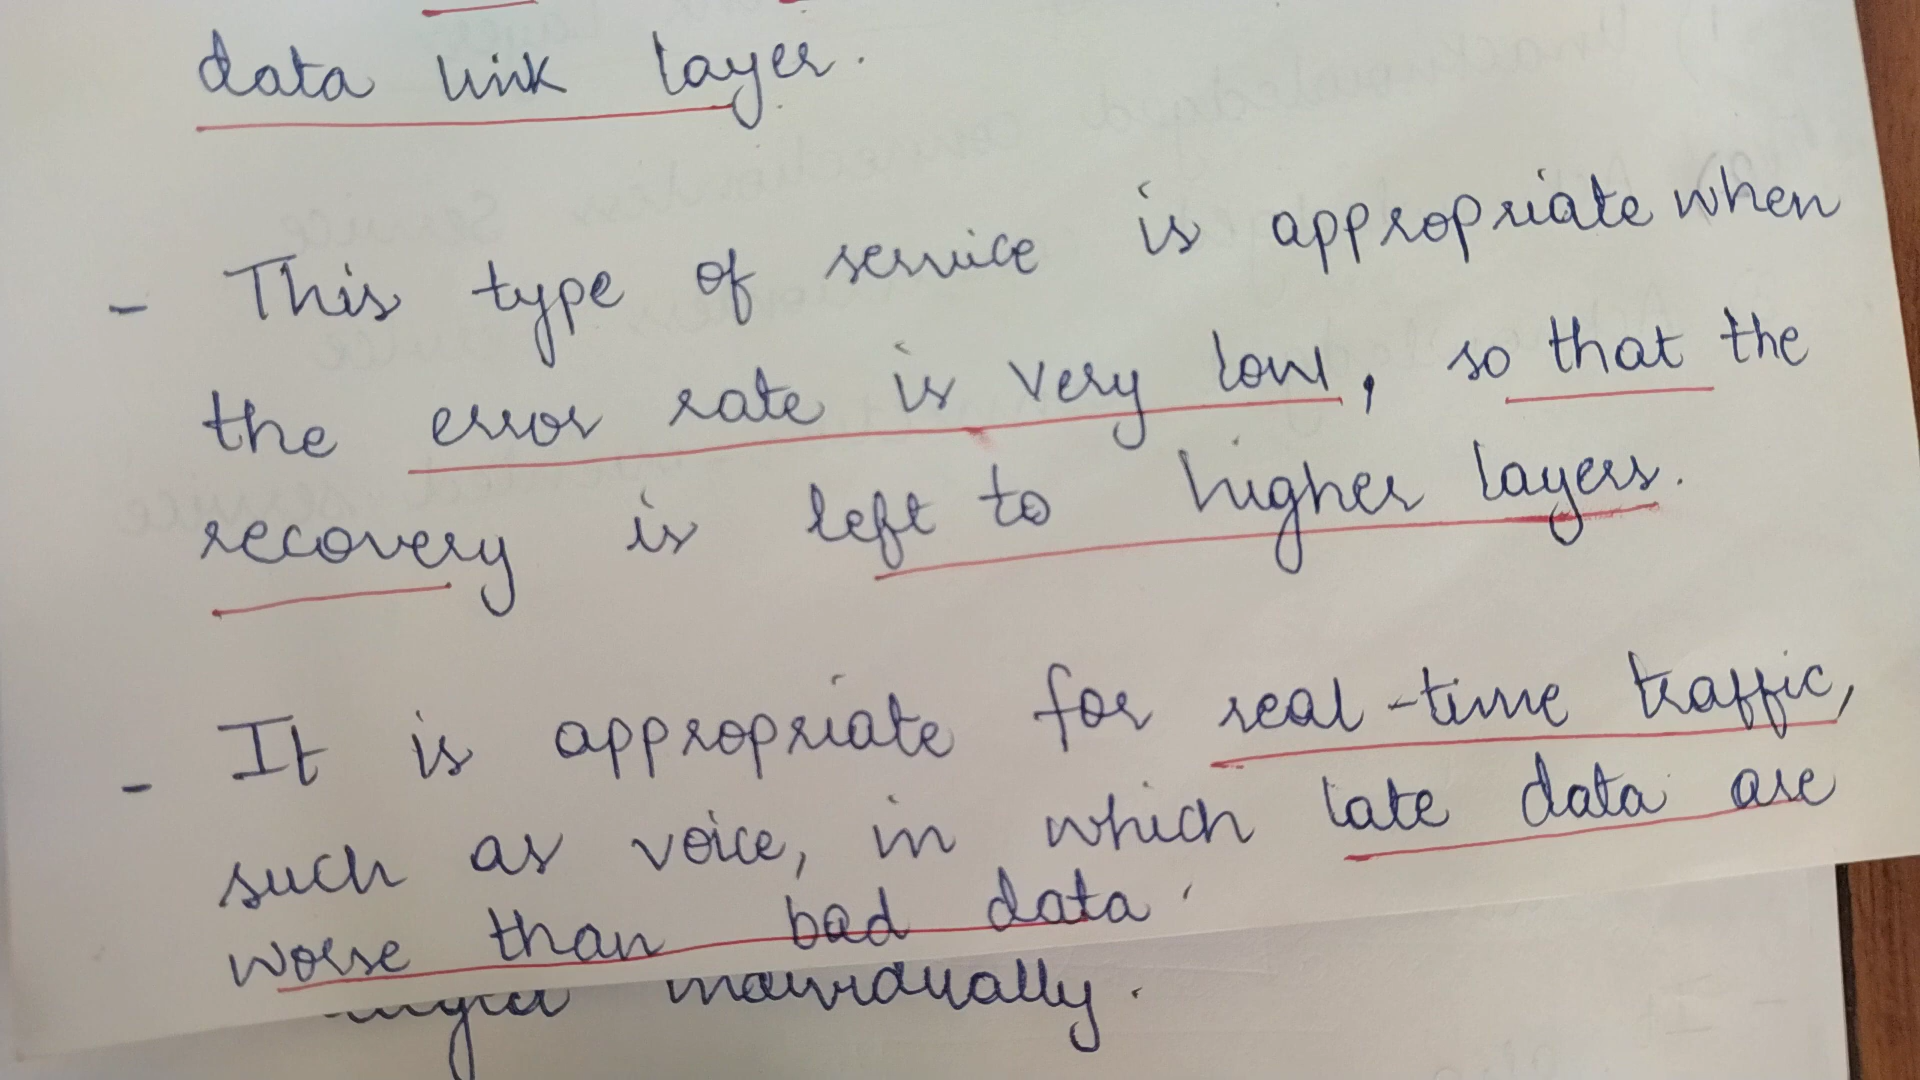 data link layer.
- This type of service is appropriate when
the error rate is very low, so that the
recovery is left to higher layers.
- It is appropriate for real-time traffic,
such as voice, in which late data are
worse than bad data.
individually.